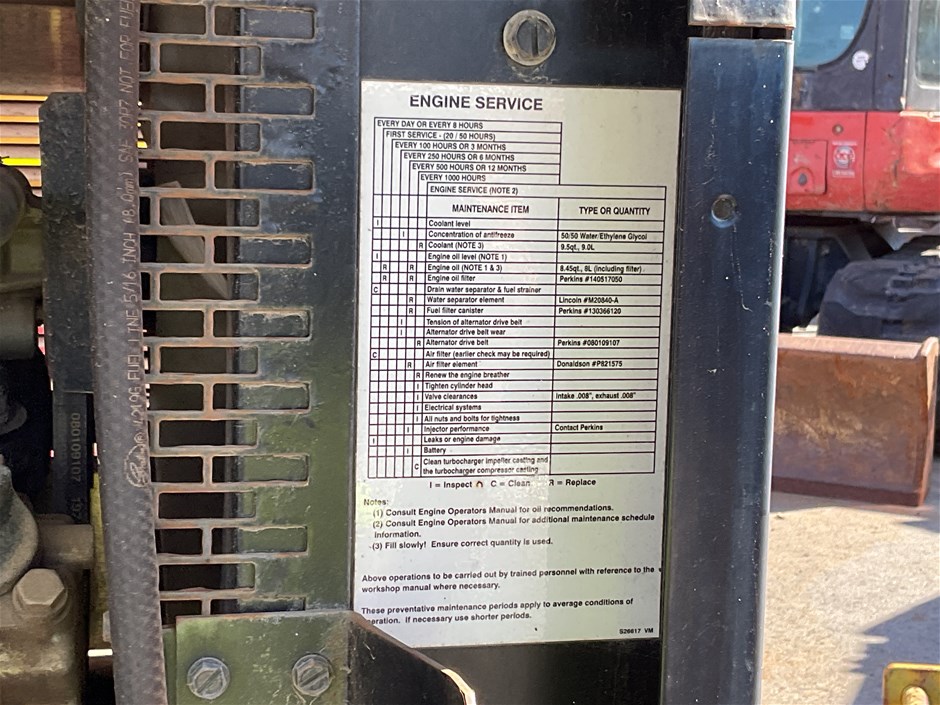 ENGINE SERVICE
EVERY DAY OR EVERY 8 HOURS
FIRST SERVICE - (20 / 50 HOURS)
EVERY 100 HOURS OR 3 MONTHS
EVERY 250 HOURS OR 6 MONTHS
EVERY 500 HOURS OR 12 MONTHS
EVERY 1000 HOURS
ENGINE SERVICE (NOTE 2)
MAINTENANCE ITEM TYPE OR QUANTITY
I Coolant level
I Concentration of antifreeze 50/50 Water/Ethylene Glycol
R Coolant (NOTE 3) 9.5qt., 9.0L
I Engine oil level (NOTE 1)
R R Engine oil (NOTE 1 & 3) 8.45qt., 8L (including filter)
R R Engine oil filter Perkins #140517050
C Drain water separator & fuel strainer
R Water separator element Lincoln #M20840-A
R Fuel filter canister Perkins #130366120
I Tension of alternator drive belt
I Alternator drive belt wear
R Alternator drive belt Perkins #080109107
C Air filter (earlier check may be required)
R Air filter element Donaldson #P821575
R Renew the engine breather
I Tighten cylinder head
I Valve clearances Intake .008", exhaust .008"
I Electrical systems
I All nuts and bolts for tightness
I Injector performance Contact Perkins
I Leaks or engine damage
I Battery
C Clean turbocharger impeller casting and
the turbocharger compressor casting
I = Inspect C = Clean R = Replace
Notes:
(1) Consult Engine Operators Manual for oil recommendations.
(2) Consult Engine Operators Manual for additional maintenance schedule
information.
(3) Fill slowly! Ensure correct quantity is used.
Above operations to be carried out by trained personnel with reference to the
workshop manual where necessary.
These preventative maintenance periods apply to average conditions of
eration. If necessary use shorter periods.
S26617 VM
080109107
FUEL LINE 5/16 INCH (8.0mm) NOT FOR FUEL